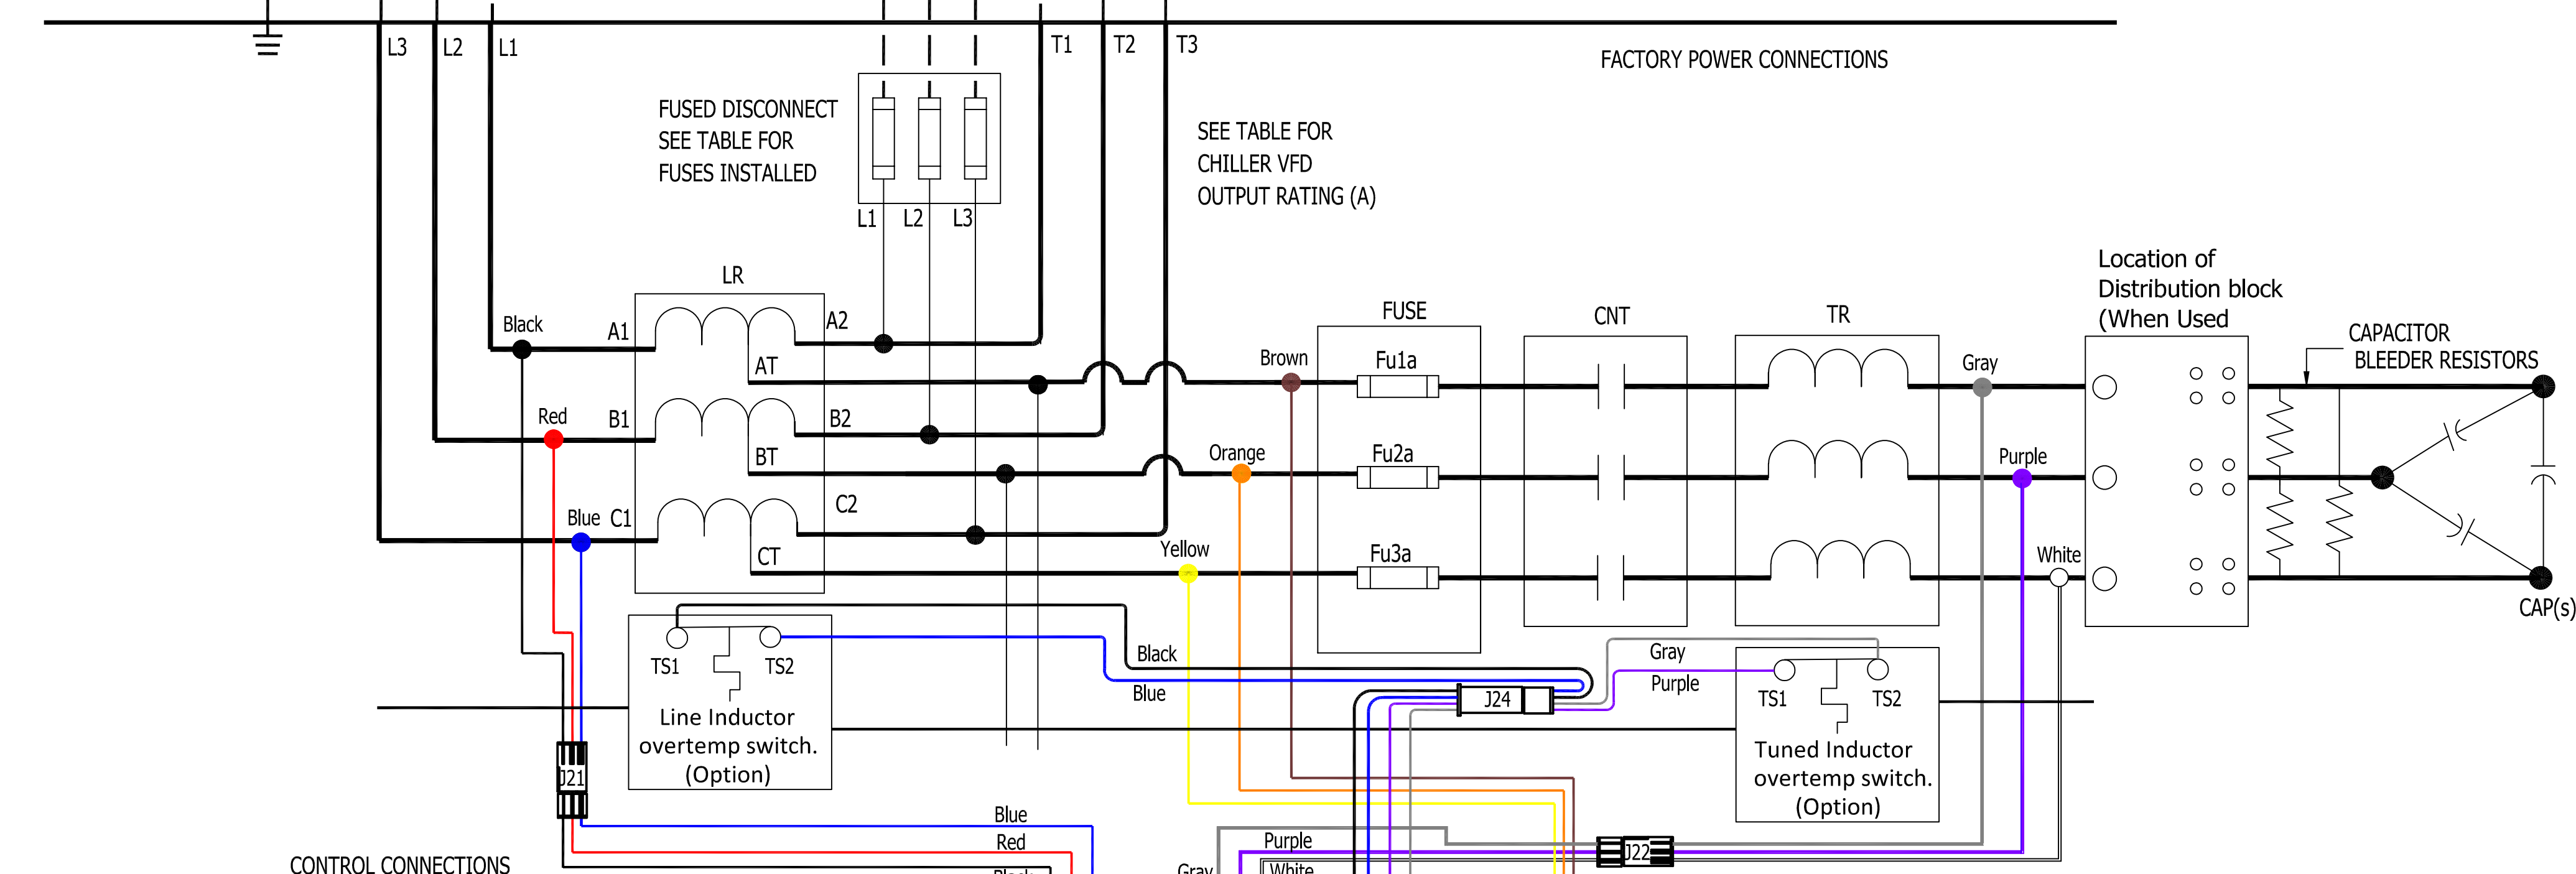 L3
L2
L1
T1
T2
T3
FACTORY POWER CONNECTIONS
FUSED DISCONNECT
SEE TABLE FOR
FUSES INSTALLED
L1
L2
L3
SEE TABLE FOR
CHILLER VFD
OUTPUT RATING (A)
LR
Black
A1
A2
AT
Red
B1
B2
BT
Blue
C1
C2
CT
Brown
Orange
Yellow
FUSE
Fu1a
Fu2a
Fu3a
CNT
TR
Gray
Purple
White
Location of
Distribution block
(When Used
CAPACITOR
BLEEDER RESISTORS
CAP(s)
TS1
TS2
Line Inductor
overtemp switch.
(Option)
Black
Blue
J24
Gray
Purple
TS1
TS2
Tuned Inductor
overtemp switch.
(Option)
J21
Blue
Red
Black
CONTROL CONNECTIONS
Purple
Gray
White
J22